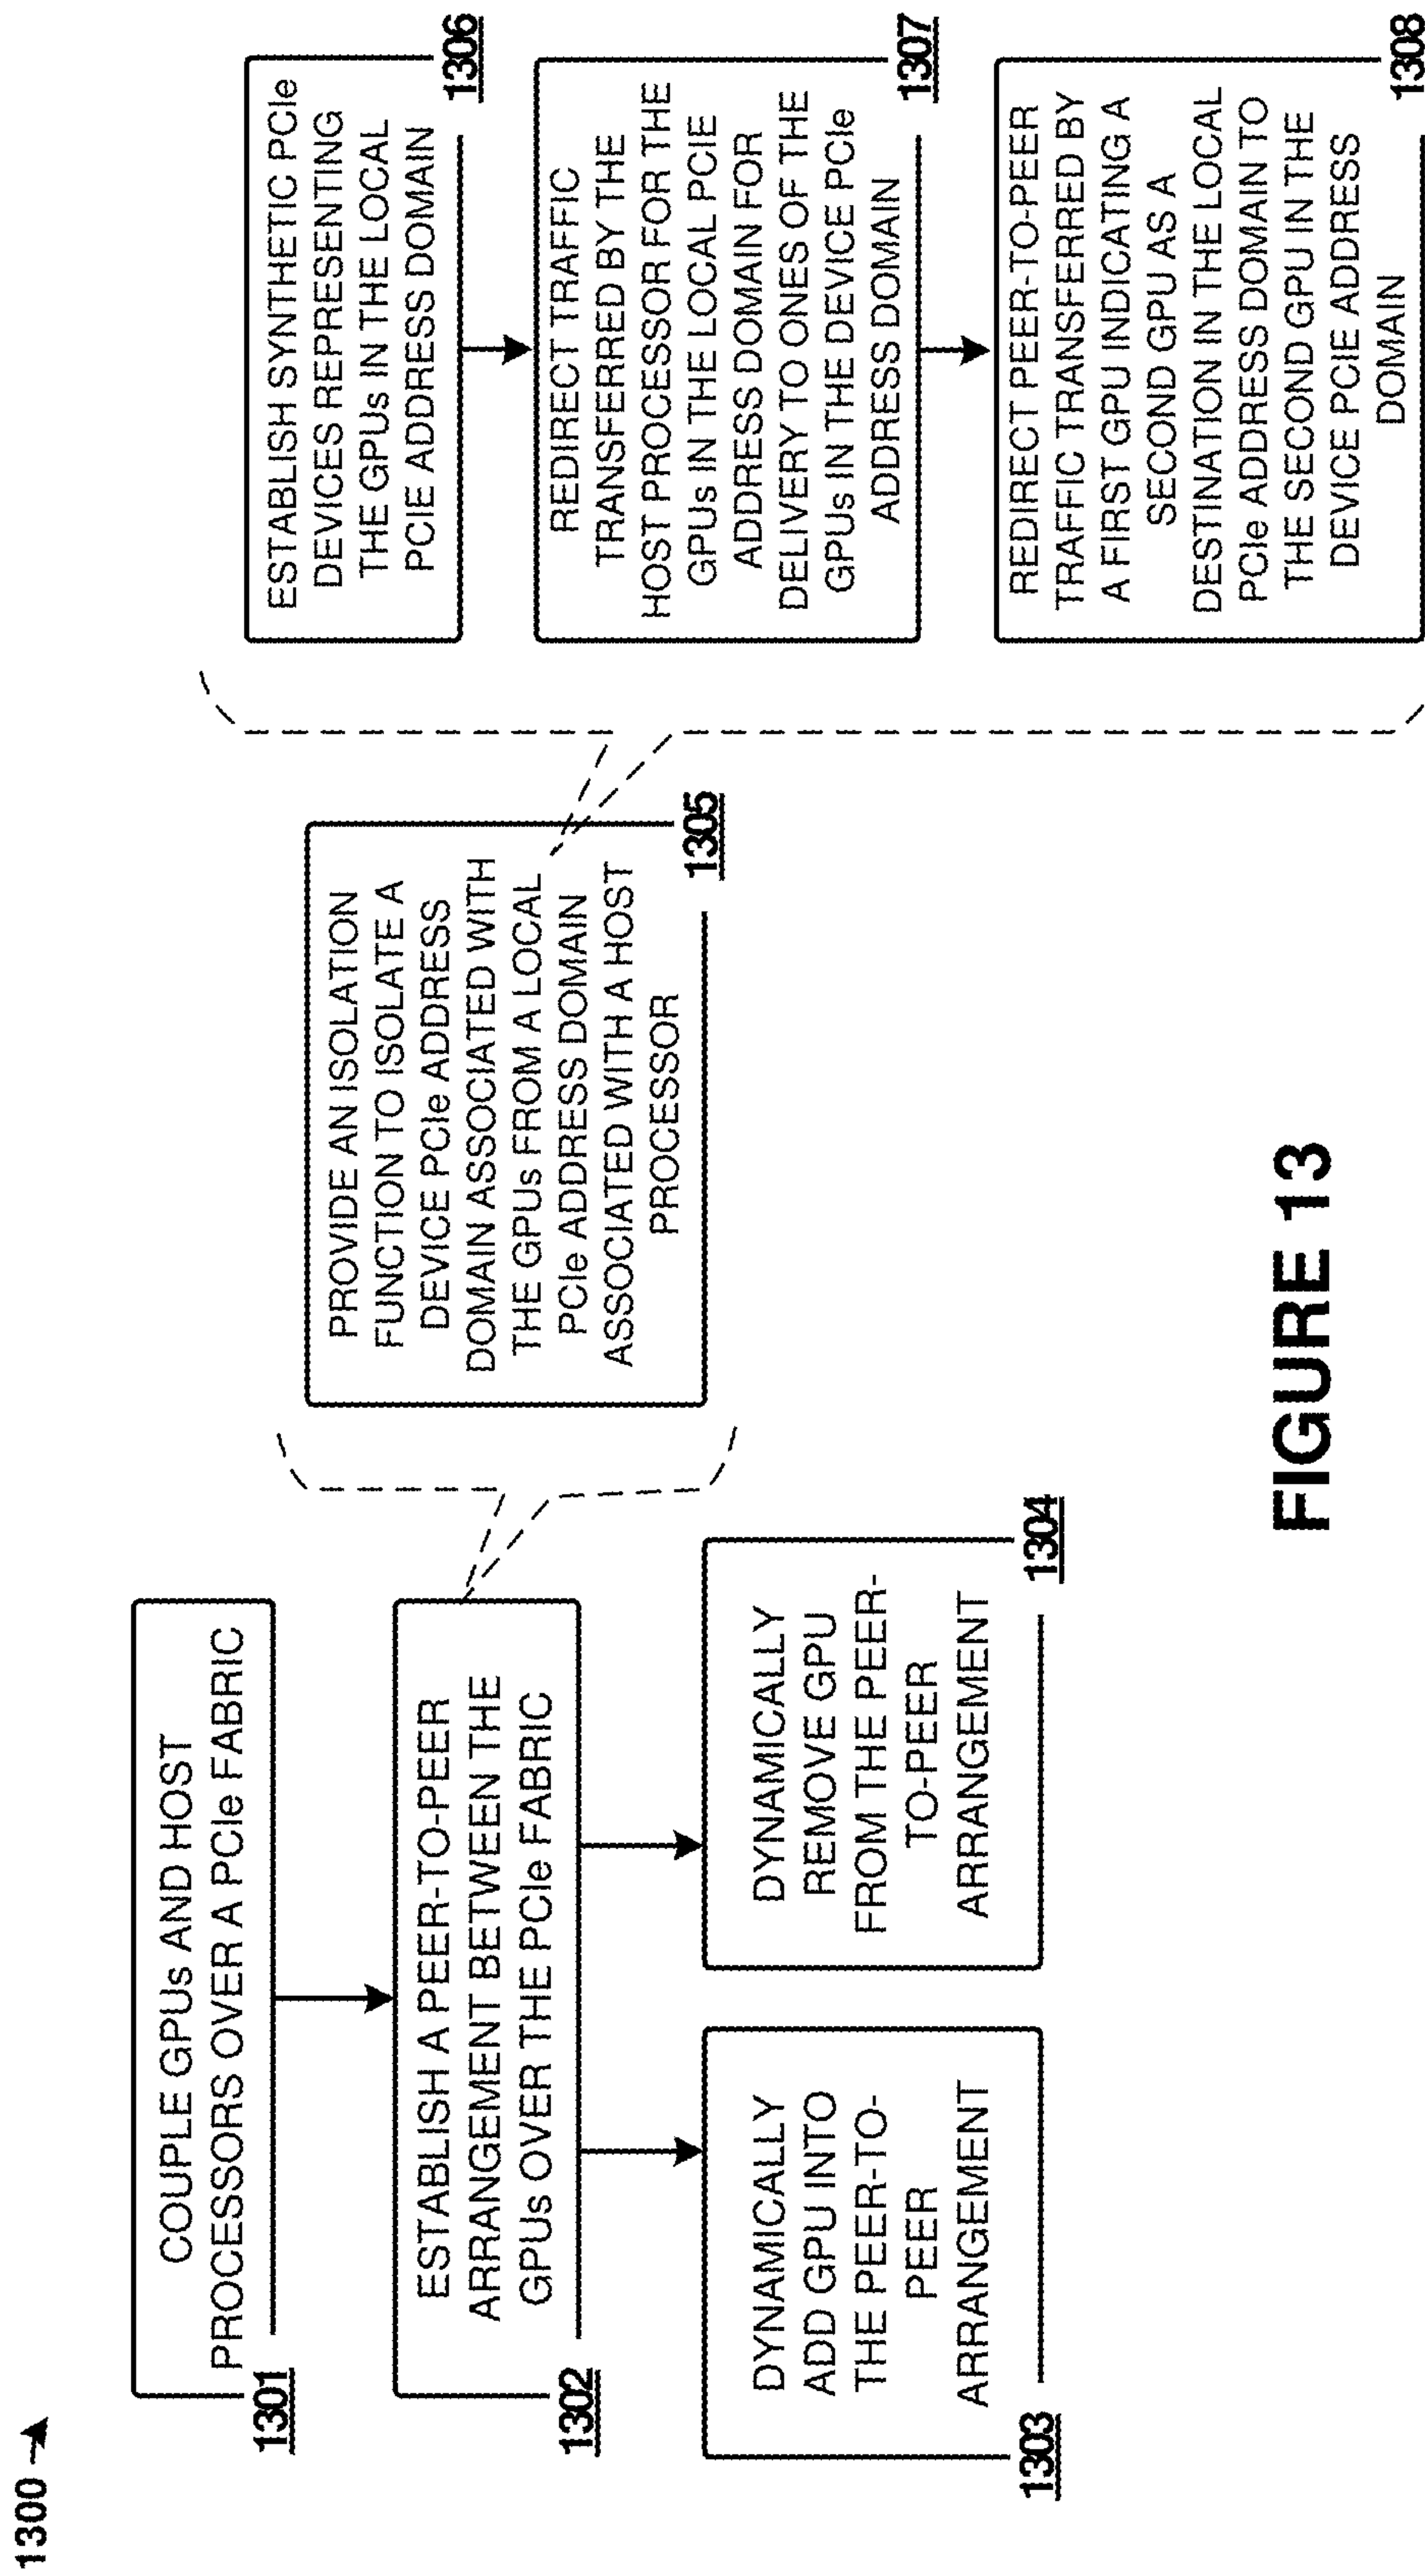 1300
COUPLE GPUs AND HOST
PROCESSORS OVER A PCIe FABRIC
1301
ESTABLISH A PEER-TO-PEER
ARRANGEMENT BETWEEN THE
GPUs OVER THE PCIe FABRIC
1302
DYNAMICALLY
ADD GPU INTO
THE PEER-TO-
PEER
ARRANGEMENT
1303
DYNAMICALLY
REMOVE GPU
FROM THE PEER-
TO-PEER
ARRANGEMENT
1304
PROVIDE AN ISOLATION
FUNCTION TO ISOLATE A
DEVICE PCIe ADDRESS
DOMAIN ASSOCIATED WITH
THE GPUs FROM A LOCAL
PCIe ADDRESS DOMAIN
ASSOCIATED WITH A HOST
PROCESSOR
1305
ESTABLISH SYNTHETIC PCIe
DEVICES REPRESENTING
THE GPUs IN THE LOCAL
PCIE ADDRESS DOMAIN
1306
REDIRECT TRAFFIC
TRANSFERRED BY THE
HOST PROCESSOR FOR THE
GPUs IN THE LOCAL PCIE
ADDRESS DOMAIN FOR
DELIVERY TO ONES OF THE
GPUs IN THE DEVICE PCIe
ADDRESS DOMAIN
1307
REDIRECT PEER-TO-PEER
TRAFFIC TRANSFERRED BY
A FIRST GPU INDICATING A
SECOND GPU AS A
DESTINATION IN THE LOCAL
PCIe ADDRESS DOMAIN TO
THE SECOND GPU IN THE
DEVICE PCIE ADDRESS
DOMAIN
1308
FIGURE 13